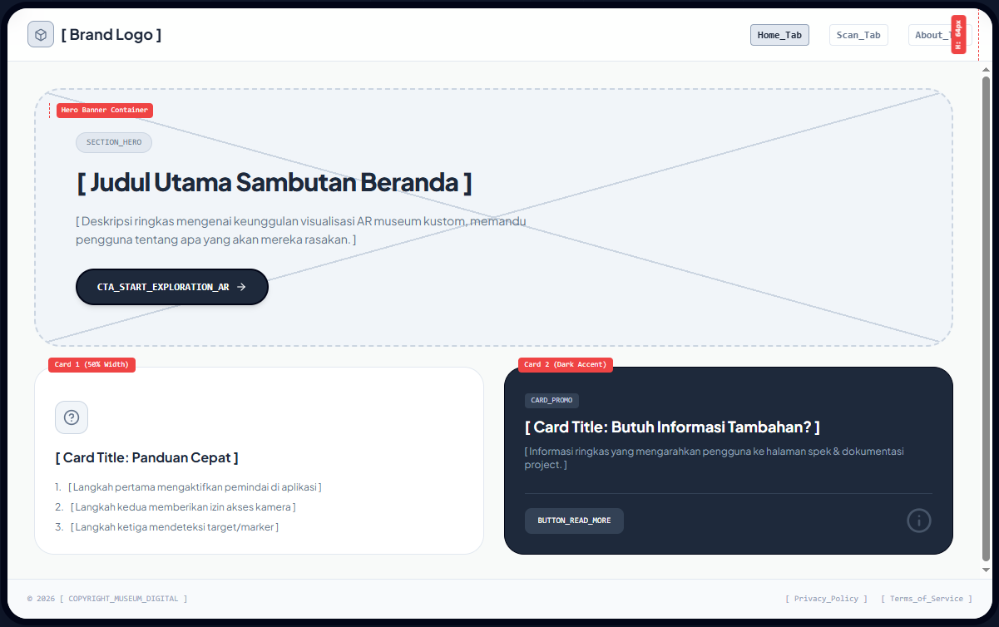 [ Brand Logo ]
Home_Tab
Scan_Tab
About_T
H: 64px
Hero Banner Container
SECTION_HERO
[ Judul Utama Sambutan Beranda ]
[ Deskripsi ringkas mengenai keunggulan visualisasi AR museum kustom, memandu
pengguna tentang apa yang akan mereka rasakan. ]
CTA_START_EXPLORATION_AR →
Card 1 (50% Width)
[ Card Title: Panduan Cepat ]
1. [ Langkah pertama mengaktifkan pemindai di aplikasi ]
2. [ Langkah kedua memberikan izin akses kamera ]
3. [ Langkah ketiga mendeteksi target/marker ]
Card 2 (Dark Accent)
CARD_PROMO
[ Card Title: Butuh Informasi Tambahan? ]
[ Informasi ringkas yang mengarahkan pengguna ke halaman spek & dokumentasi
project. ]
BUTTON_READ_MORE
© 2026 [ COPYRIGHT_MUSEUM_DIGITAL ]
[ Privacy_Policy ]
[ Terms_of_Service ]